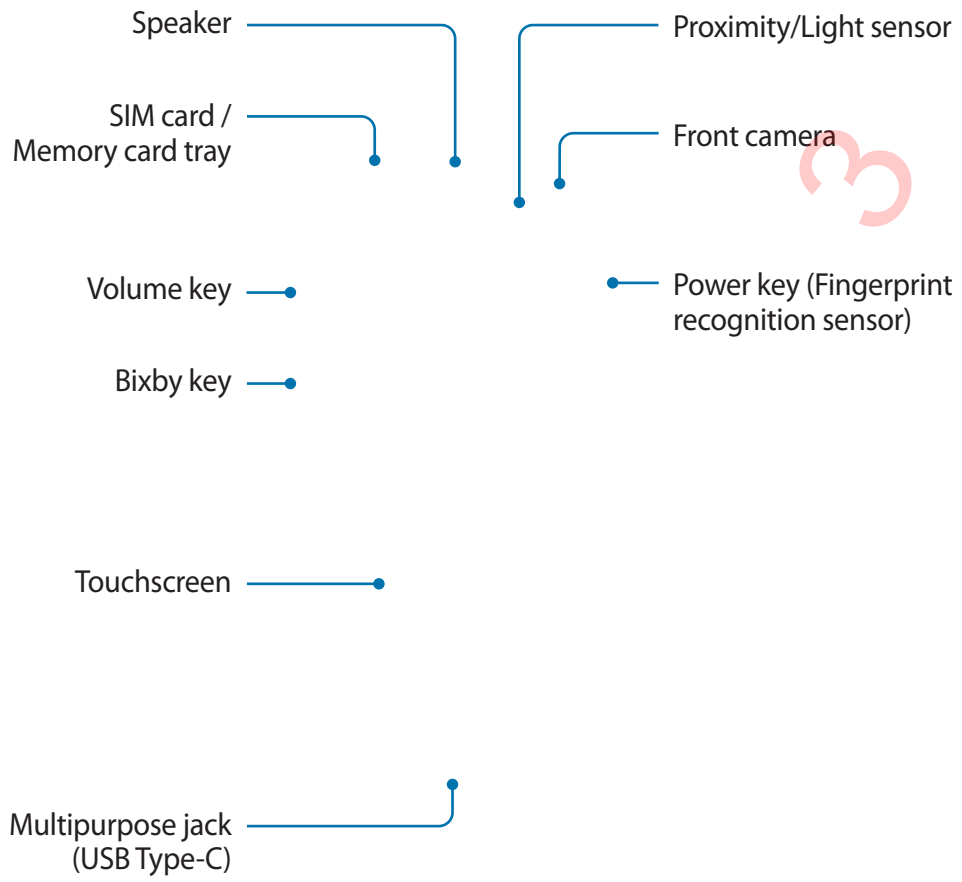 Speaker
SIM card /
Memory card tray
Volume key
Bixby key
Touchscreen
Multipurpose jack
(USB Type-C)
Proximity/Light sensor
Front camera
3
Power key (Fingerprint
recognition sensor)